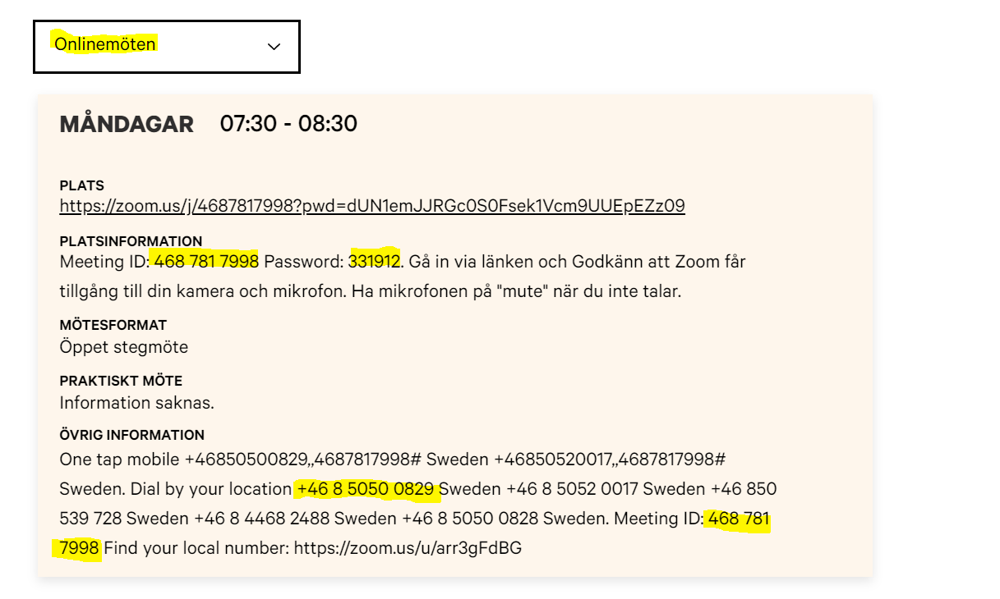 Onlinemöten
MÅNDAGAR 07:30 - 08:30
PLATS
https://zoom.us/j/4687817998?pwd=dUN1emJJRGc0S0Fsek1Vcm9UUEpEZz09
PLATSINFORMATION
Meeting ID: 468 781 7998 Password: 331912. Gå in via länken och Godkänn att Zoom får
tillgång till din kamera och mikrofon. Ha mikrofonen på "mute" när du inte talar.
MÖTESFORMAT
Öppet stegmöte
PRAKTISKT MÖTE
Information saknas.
ÖVRIG INFORMATION
One tap mobile +46850500829,,4687817998# Sweden +46850520017,,4687817998#
Sweden. Dial by your location +46 8 5050 0829 Sweden +46 8 5052 0017 Sweden +46 850
539 728 Sweden +46 8 4468 2488 Sweden +46 8 5050 0828 Sweden. Meeting ID: 468 781
7998 Find your local number: https://zoom.us/u/arr3gFdBG